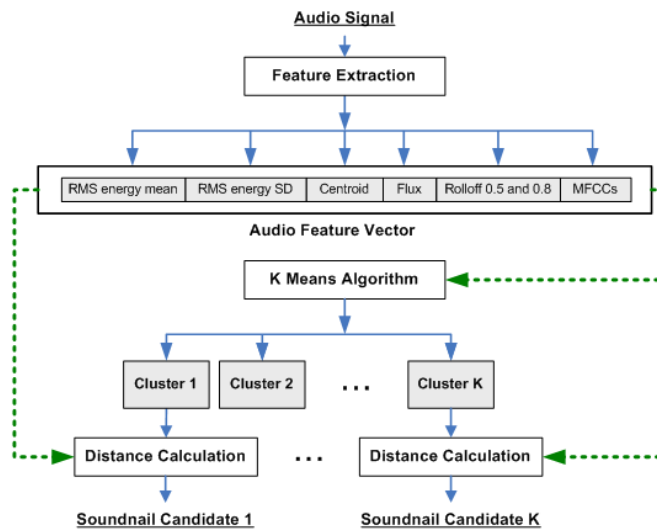 Audio Signal
Feature Extraction
RMS energy mean RMS energy SD Centroid Flux Rolloff 0.5 and 0.8 MFCCs
Audio Feature Vector
K Means Algorithm
Cluster 1 Cluster 2 ... Cluster K
Distance Calculation ... Distance Calculation
Soundnail Candidate 1 Soundnail Candidate K